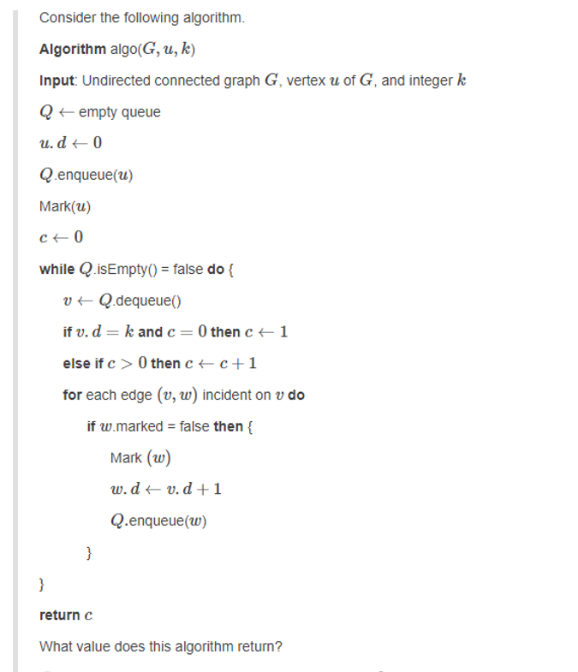 Consider the following algorithm.
Algorithm algo(G, u, k)
Input: Undirected connected graph G, vertex u of G, and integer k
Q ← empty queue
u. d ← 0
Q.enqueue(u)
Mark(u)
c ← 0
while Q.isEmpty() = false do {
v ← Q.dequeue()
if v. d = k and c = 0 then c ← 1
else if c > 0 then c ← c + 1
for each edge (v, w) incident on v do
if w.marked = false then {
Mark (w)
w. d ← v. d + 1
Q.enqueue(w)
}
}
return c
What value does this algorithm return?